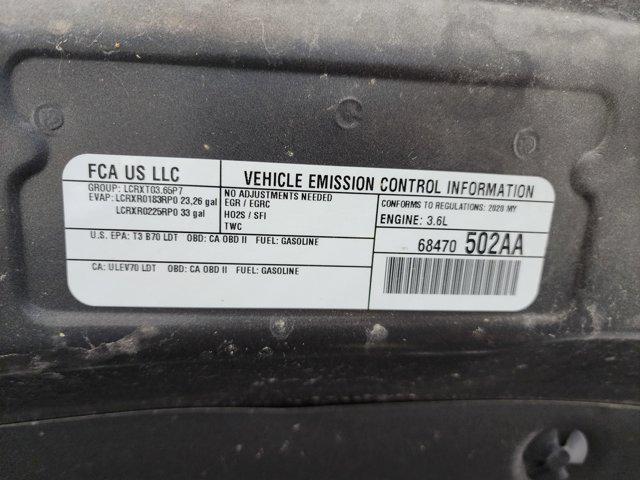 FCA US LLC
VEHICLE EMISSION CONTROL INFORMATION
GROUP: LCRXT03.65P7
EVAP: LCRXR0183RP0 23,26 gal
LCRXR0225RP0 33 gal
NO ADJUSTMENTS NEEDED
EGR / EGRC
HO2S / SFI
TWC
CONFORMS TO REGULATIONS: 2020 MY
ENGINE: 3.6L
U.S. EPA: T3 B70 LDT OBD: CA OBD II FUEL: GASOLINE
68470 502AA
CA: ULEV70 LDT OBD: CA OBD II FUEL: GASOLINE